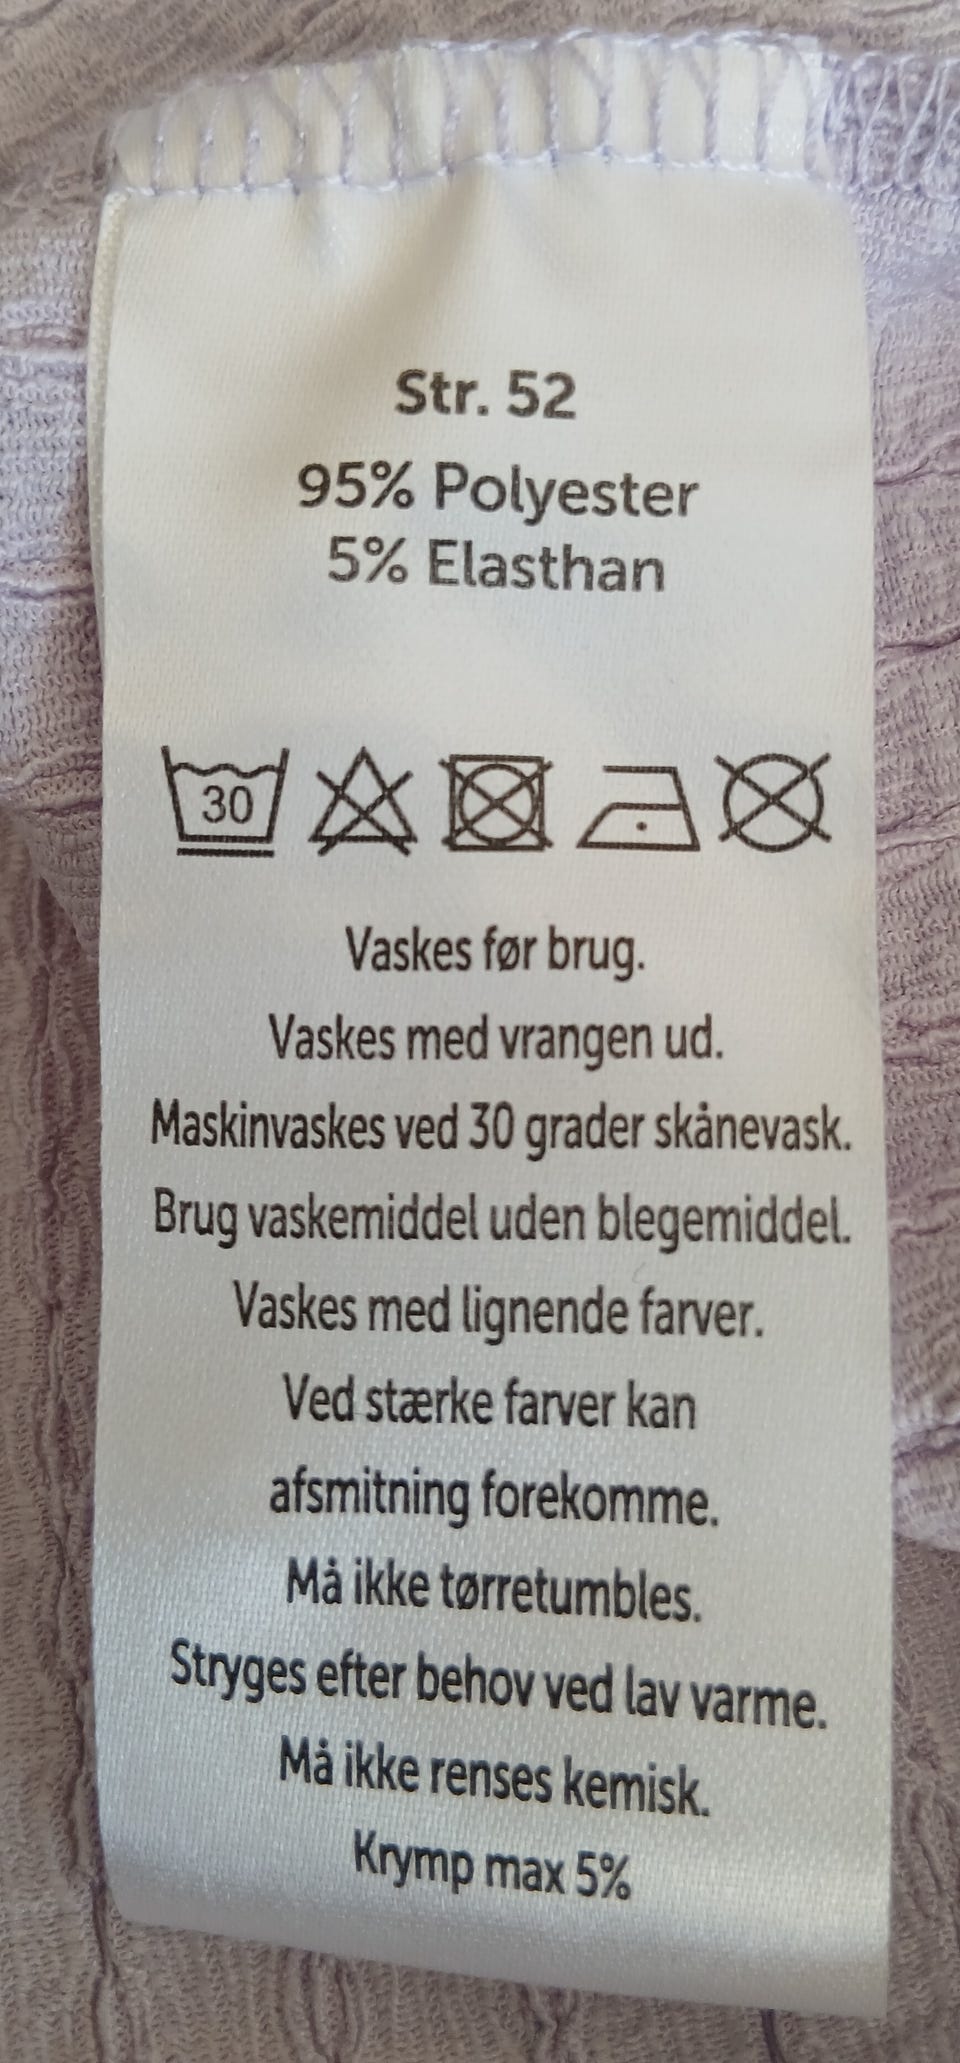 Str. 52
95% Polyester
5% Elasthan
30
Vaskes før brug.
Vaskes med vrangen ud.
Maskinvaskes ved 30 grader skånevask.
Brug vaskemiddel uden blegemiddel.
Vaskes med lignende farver.
Ved stærke farver kan
afsmitning forekomme.
Må ikke tørretumbles.
Stryges efter behov ved lav varme.
Må ikke renses kemisk.
Krymp max 5%